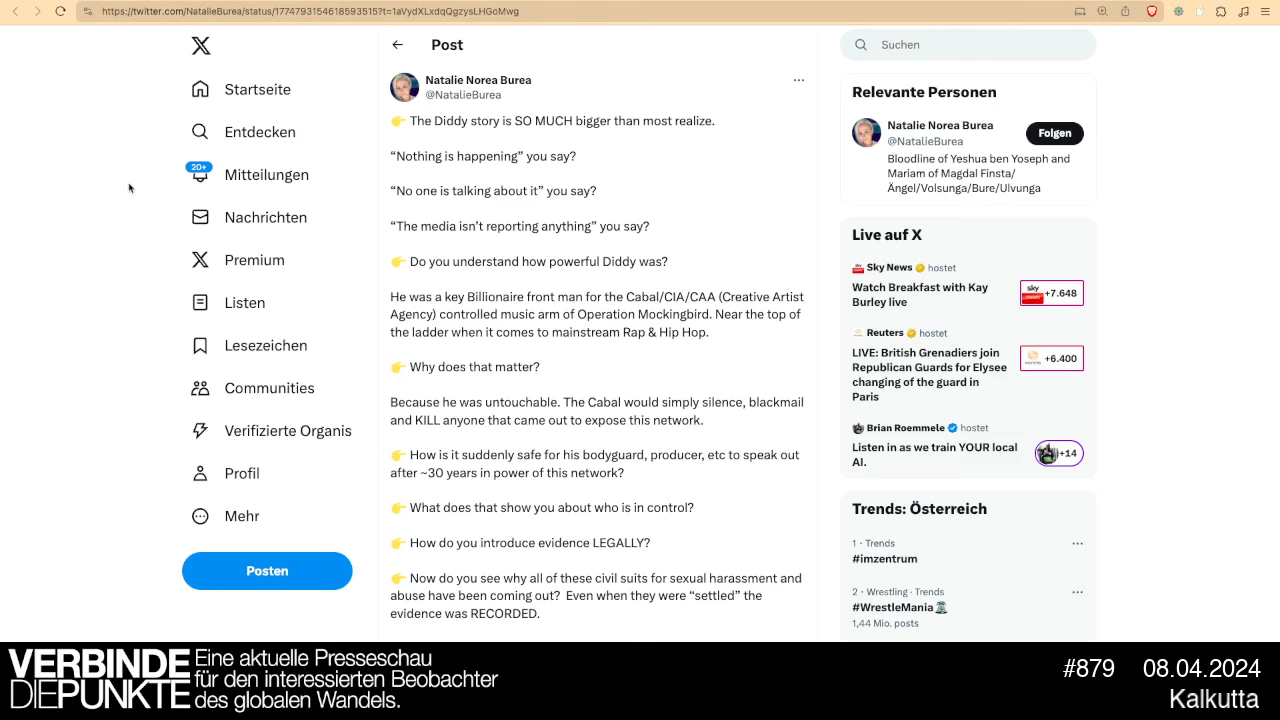 https://twitter.com/NatalieBurea/status/1774793154618593515?t=1aVydXLxdqQgzysLHGoMwg
Startseite
Entdecken
20+
Mitteilungen
Nachrichten
Premium
Listen
Lesezeichen
Communities
Verifizierte Organis
Profil
Mehr
Posten
Post
Natalie Norea Burea
@NatalieBurea
👉 The Diddy story is SO MUCH bigger than most realize.
“Nothing is happening” you say?
“No one is talking about it” you say?
“The media isn’t reporting anything” you say?
👉 Do you understand how powerful Diddy was?
He was a key Billionaire front man for the Cabal/CIA/CAA (Creative Artist
Agency) controlled music arm of Operation Mockingbird. Near the top of
the ladder when it comes to mainstream Rap & Hip Hop.
👉 Why does that matter?
Because he was untouchable. The Cabal would simply silence, blackmail
and KILL anyone that came out to expose this network.
👉 How is it suddenly safe for his bodyguard, producer, etc to speak out
after ~30 years in power of this network?
👉 What does that show you about who is in control?
👉 How do you introduce evidence LEGALLY?
👉 Now do you see why all of these civil suits for sexual harassment and
abuse have been coming out?  Even when they were “settled” the
evidence was RECORDED.
Suchen
Relevante Personen
Natalie Norea Burea
@NatalieBurea
Folgen
Bloodline of Yeshua ben Yoseph and
Mariam of Magdal Finsta/
Ängel/Volsunga/Bure/Ulvunga
Live auf X
Sky News hostet
Watch Breakfast with Kay
Burley live
sky
news
+7.648
Reuters hostet
LIVE: British Grenadiers join
Republican Guards for Elysee
changing of the guard in
Paris
REUTERS
+6.400
Brian Roemmele hostet
Listen in as we train YOUR local
AI.
+14
Trends: Österreich
1 · Trends
#imzentrum
2 · Wrestling · Trends
#WrestleMania
1,44 Mio. posts
VERBINDE
DIEPUNKTE
Eine aktuelle Presseschau
für den interessierten Beobachter
des globalen Wandels.
#879 08.04.2024
Kalkutta